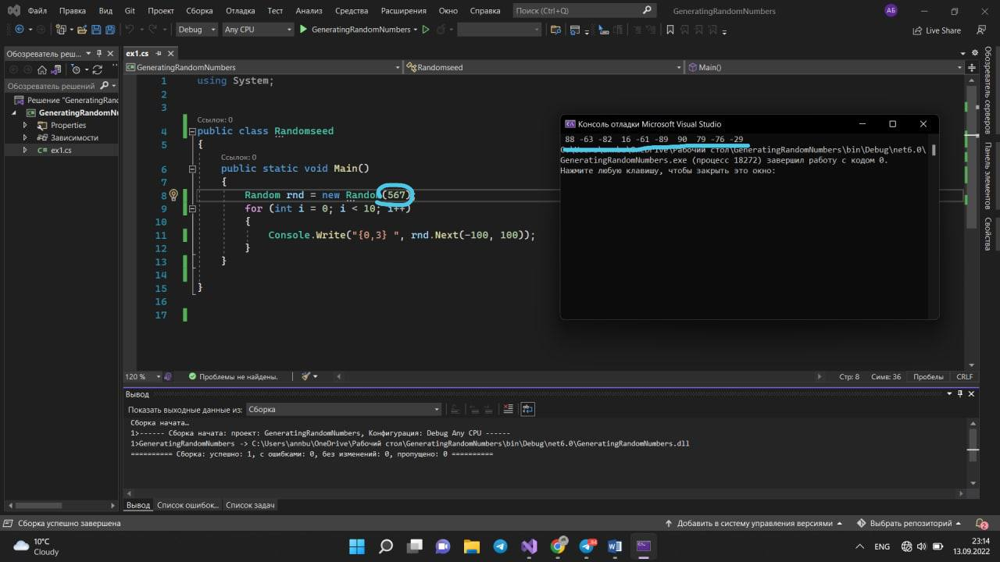 Файл Правка Вид Git Проект Сборка Отладка Тест Анализ Средства Расширения Окно Справка Поиск (Ctrl+Q) GeneratingRandomNumbers АБ
Debug Any CPU GeneratingRandomNumbers Live Share
Обозреватель реш...
Обозреватель решений
Решение "GeneratingRand
GeneratingRandomNu
Properties
Зависимости
ex1.cs
ex1.cs
GeneratingRandomNumbers Randomseed Main()
1 using System;
2
3
Ссылок: 0
4 public class Randomseed
5 {
Ссылок: 0
6 public static void Main()
7 {
8 Random rnd = new Random(567)
9 for (int i = 0; i < 10; i++)
10 {
11 Console.Write("{0,3} ", rnd.Next(-100, 100));
12 }
13 }
14
15 }
16
17
Консоль отладки Microsoft Visual Studio
88 -63 -82 16 -61 -89 90 79 -76 -29
C:\Users\annbu\OneDrive\Рабочий стол\GeneratingRandomNumbers\bin\Debug\net6.0\
GeneratingRandomNumbers.exe (процесс 18272) завершил работу с кодом 0.
Нажмите любую клавишу, чтобы закрыть это окно:
Обозреватель серверов
Панель элементов
Свойства
120 % Проблемы не найдены. Стр: 8 Симв: 36 Пробелы CRLF
Вывод
Показать выходные данные из: Сборка
Сборка начата…
1>------ Сборка начата: проект: GeneratingRandomNumbers, Конфигурация: Debug Any CPU ------
1>GeneratingRandomNumbers -> C:\Users\annbu\OneDrive\Рабочий стол\GeneratingRandomNumbers\bin\Debug\net6.0\GeneratingRandomNumbers.dll
========== Сборка: успешно: 1, с ошибками: 0, без изменений: 0, пропущено: 0 ==========
Вывод Список ошибок... Список задач
Сборка успешно завершена Добавить в систему управления версиями Выбрать репозиторий 2
10°C
Cloudy
84
ENG
23:14
13.09.2022